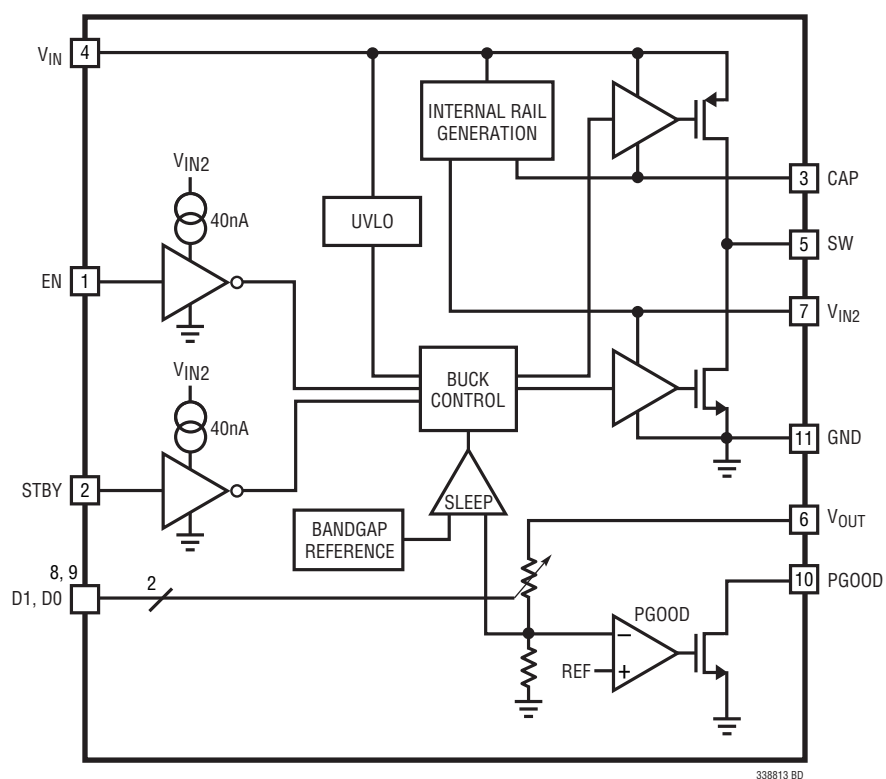 VIN 4
INTERNAL RAIL
GENERATION
3 CAP
VIN2
40nA
UVLO
5 SW
EN 1
7 VIN2
BUCK
CONTROL
VIN2
40nA
11 GND
STBY 2
SLEEP
BANDGAP
REFERENCE
6 VOUT
8, 9
D1, D0
2
10 PGOOD
PGOOD
−
REF
+
338813 BD